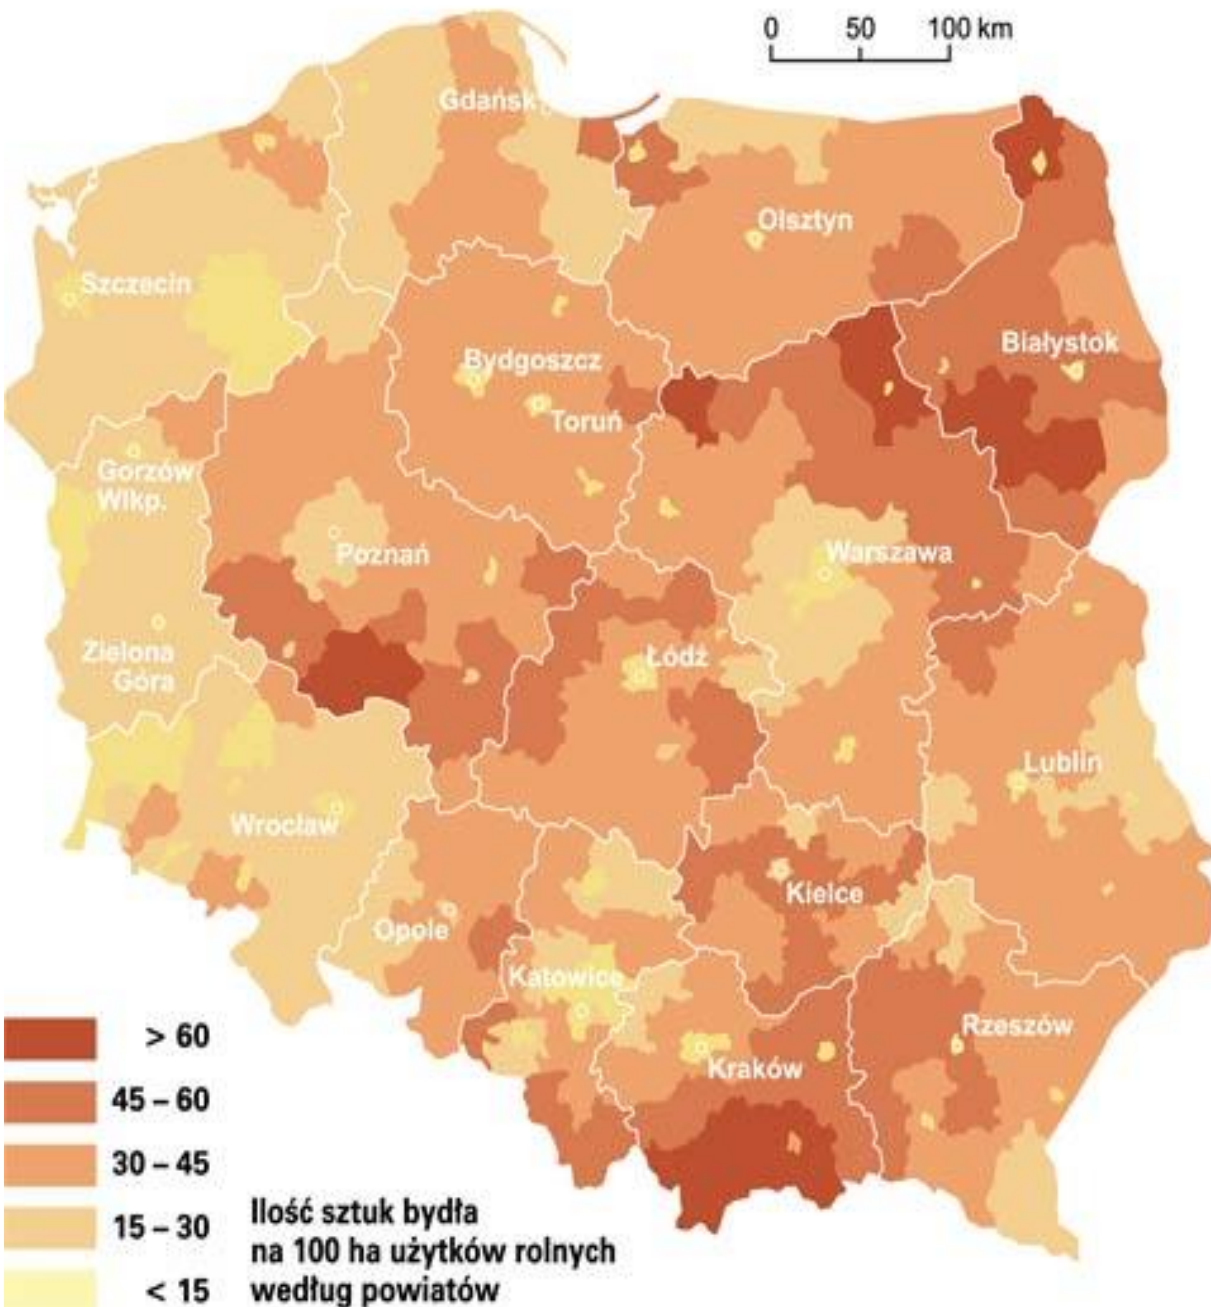 0 50 100 km
Gdańsk
Olsztyn
Szczecin
Białystok
Bydgoszcz
Toruń
Gorzów
Wlkp.
Poznań
Warszawa
Zielona
Góra
Łódź
Lublin
Wrocław
Kielce
Opole
Katowice
Rzeszów
Kraków
> 60
45 – 60
30 – 45
15 – 30
< 15
Ilość sztuk bydła
na 100 ha użytków rolnych
według powiatów